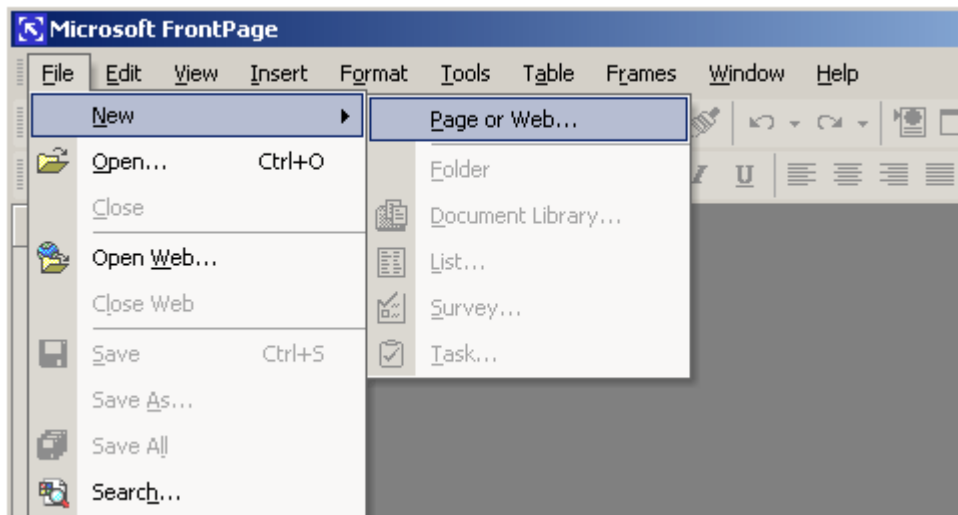 Microsoft FrontPage
File Edit View Insert Format Tools Table Frames Window Help
New
Open... Ctrl+O
Close
Open Web...
Close Web
Save Ctrl+S
Save As...
Save All
Search...
Page or Web...
Folder
Document Library...
List...
Survey...
Task...
I U